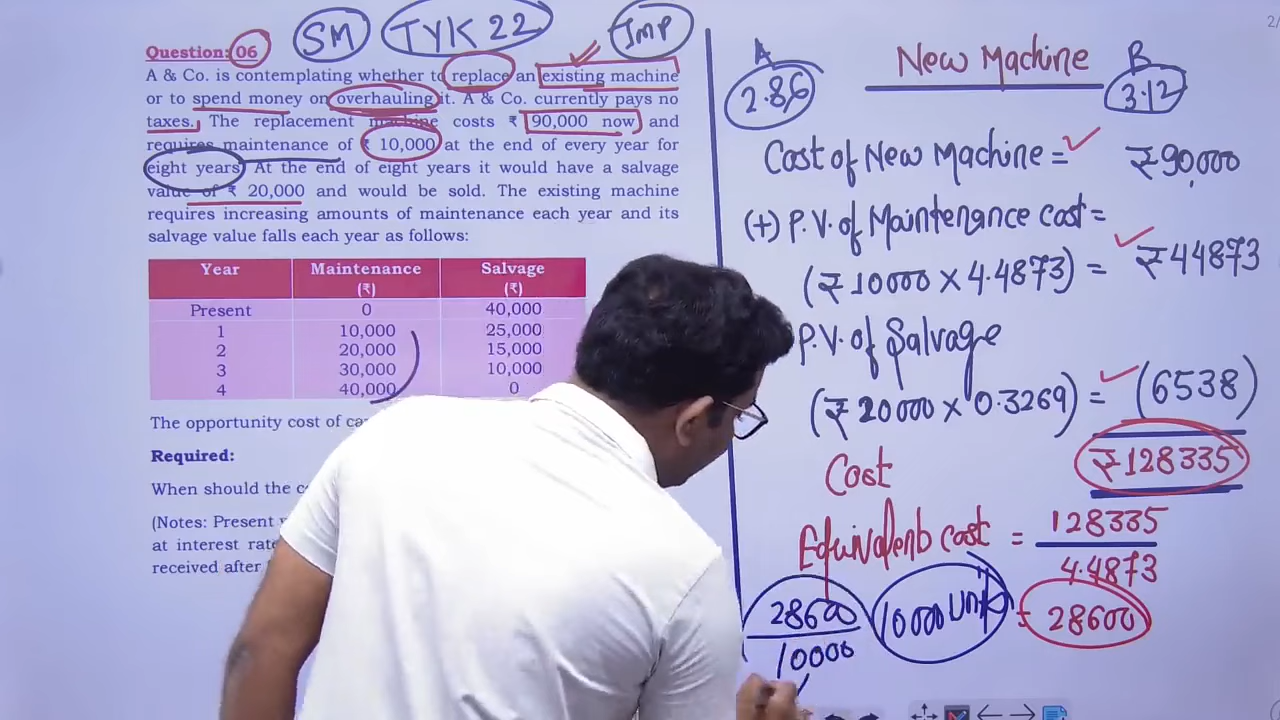 SM TYK 22 Imp
Question: 06
A & Co. is contemplating whether to replace an existing machine
or to spend money on overhauling it. A & Co. currently pays no
taxes. The replacement machine costs ₹ 90,000 now and
requires maintenance of ₹ 10,000 at the end of every year for
eight years. At the end of eight years it would have a salvage
value of ₹ 20,000 and would be sold. The existing machine
requires increasing amounts of maintenance each year and its
salvage value falls each year as follows:
Year Maintenance (₹) Salvage (₹)
Present 0 40,000
1 10,000 25,000
2 20,000 15,000
3 30,000 10,000
4 40,000 0
The opportunity cost of
Required:
When should the
(Notes: Present
at interest
received after
2/
A New Machine B
2.86 3.12
Cost of New Machine = ₹90,000
(+) P.V. of Maintenance Cost =
(₹10000 × 4.4873) = ₹44873
P.V. of Salvage
(₹20000 × 0.3269) = (6538)
Cost ₹128335
Equivalent cost = 128335
4.4873
= 28600
28600
10000
10000 Units